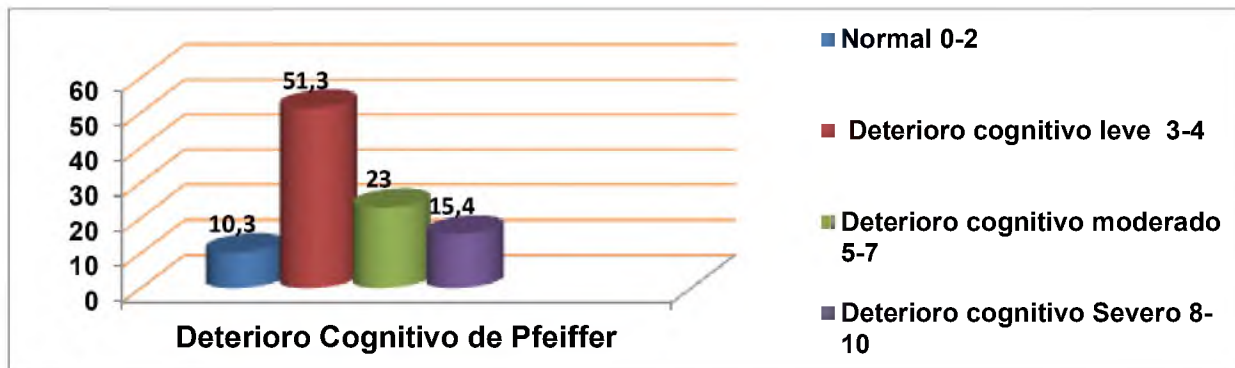 60
50
40
30
20
10
0
10,3
51,3
23
15,4
Deterioro Cognitivo de Pfeiffer
Normal 0-2
Deterioro cognitivo leve 3-4
Deterioro cognitivo moderado
5-7
Deterioro cognitivo Severo 8-
10